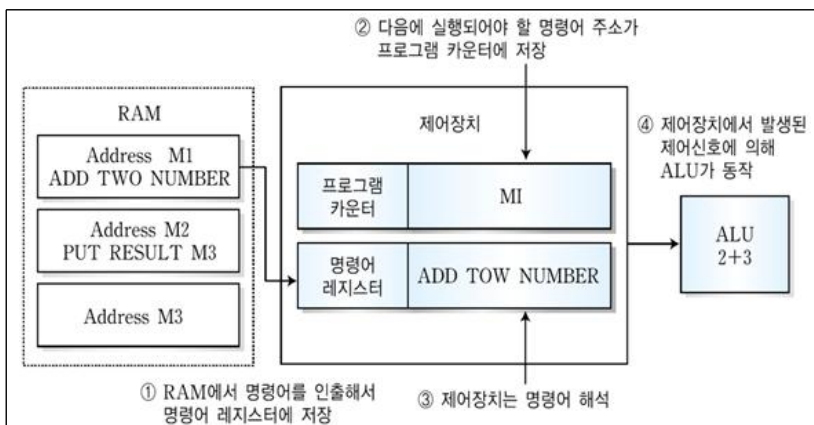 ② 다음에 실행되어야 할 명령어 주소가
프로그램 카운터에 저장
RAM
Address M1
ADD TWO NUMBER
Address M2
PUT RESULT M3
Address M3
제어장치
프로그램
카운터
MI
명령어
레지스터
ADD TOW NUMBER
④ 제어장치에서 발생된
제어신호에 의해
ALU가 동작
ALU
2+3
① RAM에서 명령어를 인출해서
명령어 레지스터에 저장
③ 제어장치는 명령어 해석